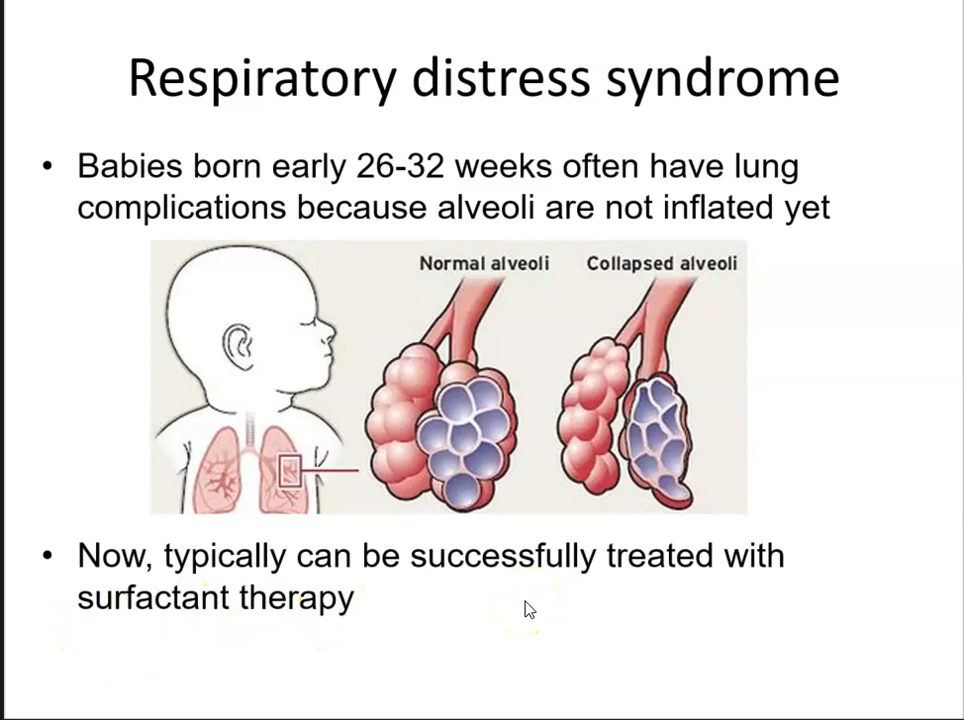 Respiratory distress syndrome
• Babies born early 26-32 weeks often have lung
complications because alveoli are not inflated yet
Normal alveoli
Collapsed alveoli
• Now, typically can be successfully treated with
surfactant therapy